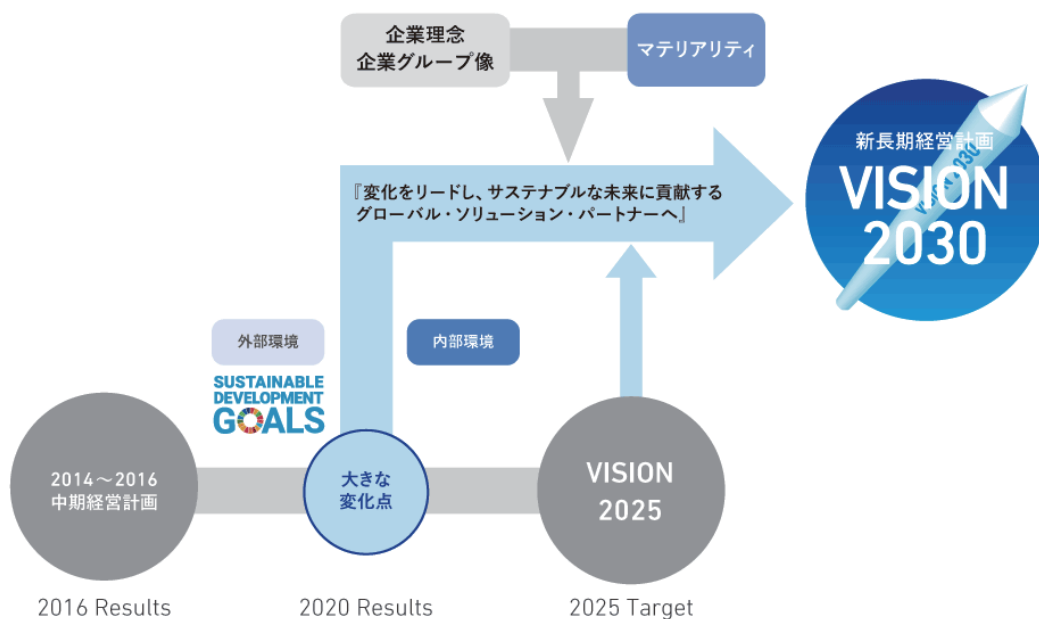 企業理念
企業グループ像
マテリアリティ
『変化をリードし、サステナブルな未来に貢献する
グローバル・ソリューション・パートナーへ』
新長期経営計画
VISION
2030
VISION 2030
外部環境
内部環境
SUSTAINABLE
DEVELOPMENT
GOALS
2014～2016
中期経営計画
大きな
変化点
VISION
2025
2016 Results
2020 Results
2025 Target